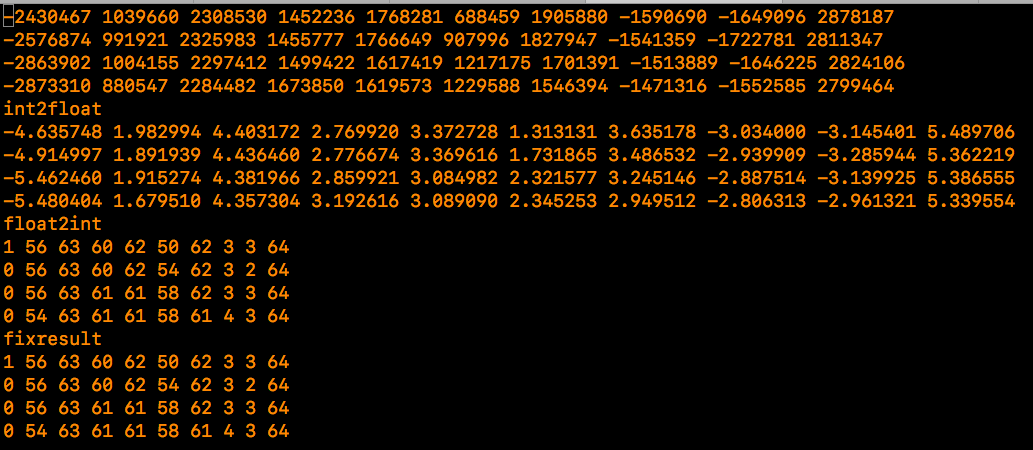 -2430467 1039660 2308530 1452236 1768281 688459 1905880 -1590690 -1649096 2878187
-2576874 991921 2325983 1455777 1766649 907996 1827947 -1541359 -1722781 2811347
-2863902 1004155 2297412 1499422 1617419 1217175 1701391 -1513889 -1646225 2824106
-2873310 880547 2284482 1673850 1619573 1229588 1546394 -1471316 -1552585 2799464
int2float
-4.635748 1.982994 4.403172 2.769920 3.372728 1.313131 3.635178 -3.034000 -3.145401 5.489706
-4.914997 1.891939 4.436460 2.776674 3.369616 1.731865 3.486532 -2.939909 -3.285944 5.362219
-5.462460 1.915274 4.381966 2.859921 3.084982 2.321577 3.245146 -2.887514 -3.139925 5.386555
-5.480404 1.679510 4.357304 3.192616 3.089090 2.345253 2.949512 -2.806313 -2.961321 5.339554
float2int
1 56 63 60 62 50 62 3 3 64
0 56 63 60 62 54 62 3 2 64
0 56 63 61 61 58 62 3 3 64
0 54 63 61 61 58 61 4 3 64
fixresult
1 56 63 60 62 50 62 3 3 64
0 56 63 60 62 54 62 3 2 64
0 56 63 61 61 58 62 3 3 64
0 54 63 61 61 58 61 4 3 64